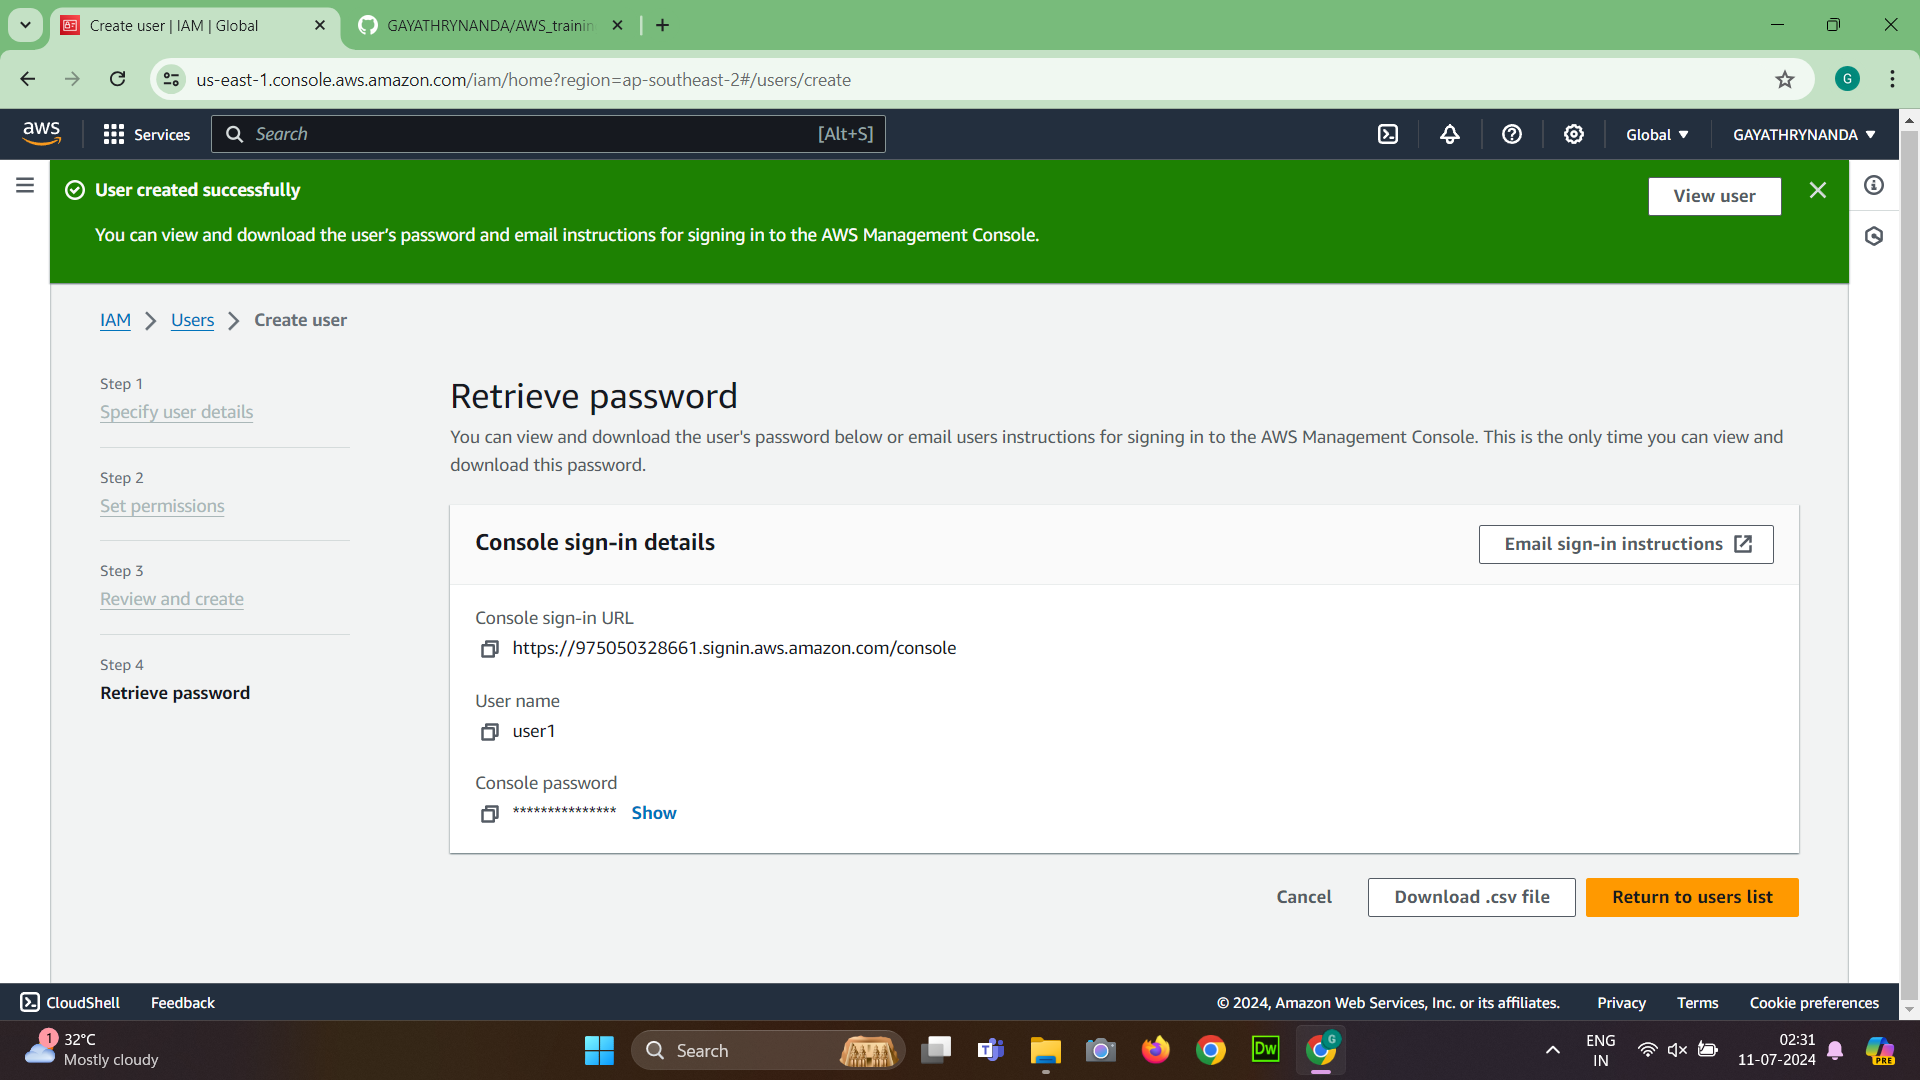 Create user | IAM | Global
GAYATHRYNANDA/AWS_trainin
us-east-1.console.aws.amazon.com/iam/home?region=ap-southeast-2#/users/create
G
aws
Services
Search
[Alt+S]
Global
GAYATHRYNANDA
User created successfully
View user
You can view and download the user's password and email instructions for signing in to the AWS Management Console.
IAM
Users
Create user
Step 1
Specify user details
Step 2
Set permissions
Step 3
Review and create
Step 4
Retrieve password
Retrieve password
You can view and download the user's password below or email users instructions for signing in to the AWS Management Console. This is the only time you can view and
download this password.
Console sign-in details
Email sign-in instructions
Console sign-in URL
https://975050328661.signin.aws.amazon.com/console
User name
user1
Console password
*************** Show
Cancel
Download .csv file
Return to users list
CloudShell
Feedback
© 2024, Amazon Web Services, Inc. or its affiliates.
Privacy
Terms
Cookie preferences
1
32°C
Mostly cloudy
Search
Dw
G
ENG
IN
02:31
11-07-2024
PRE